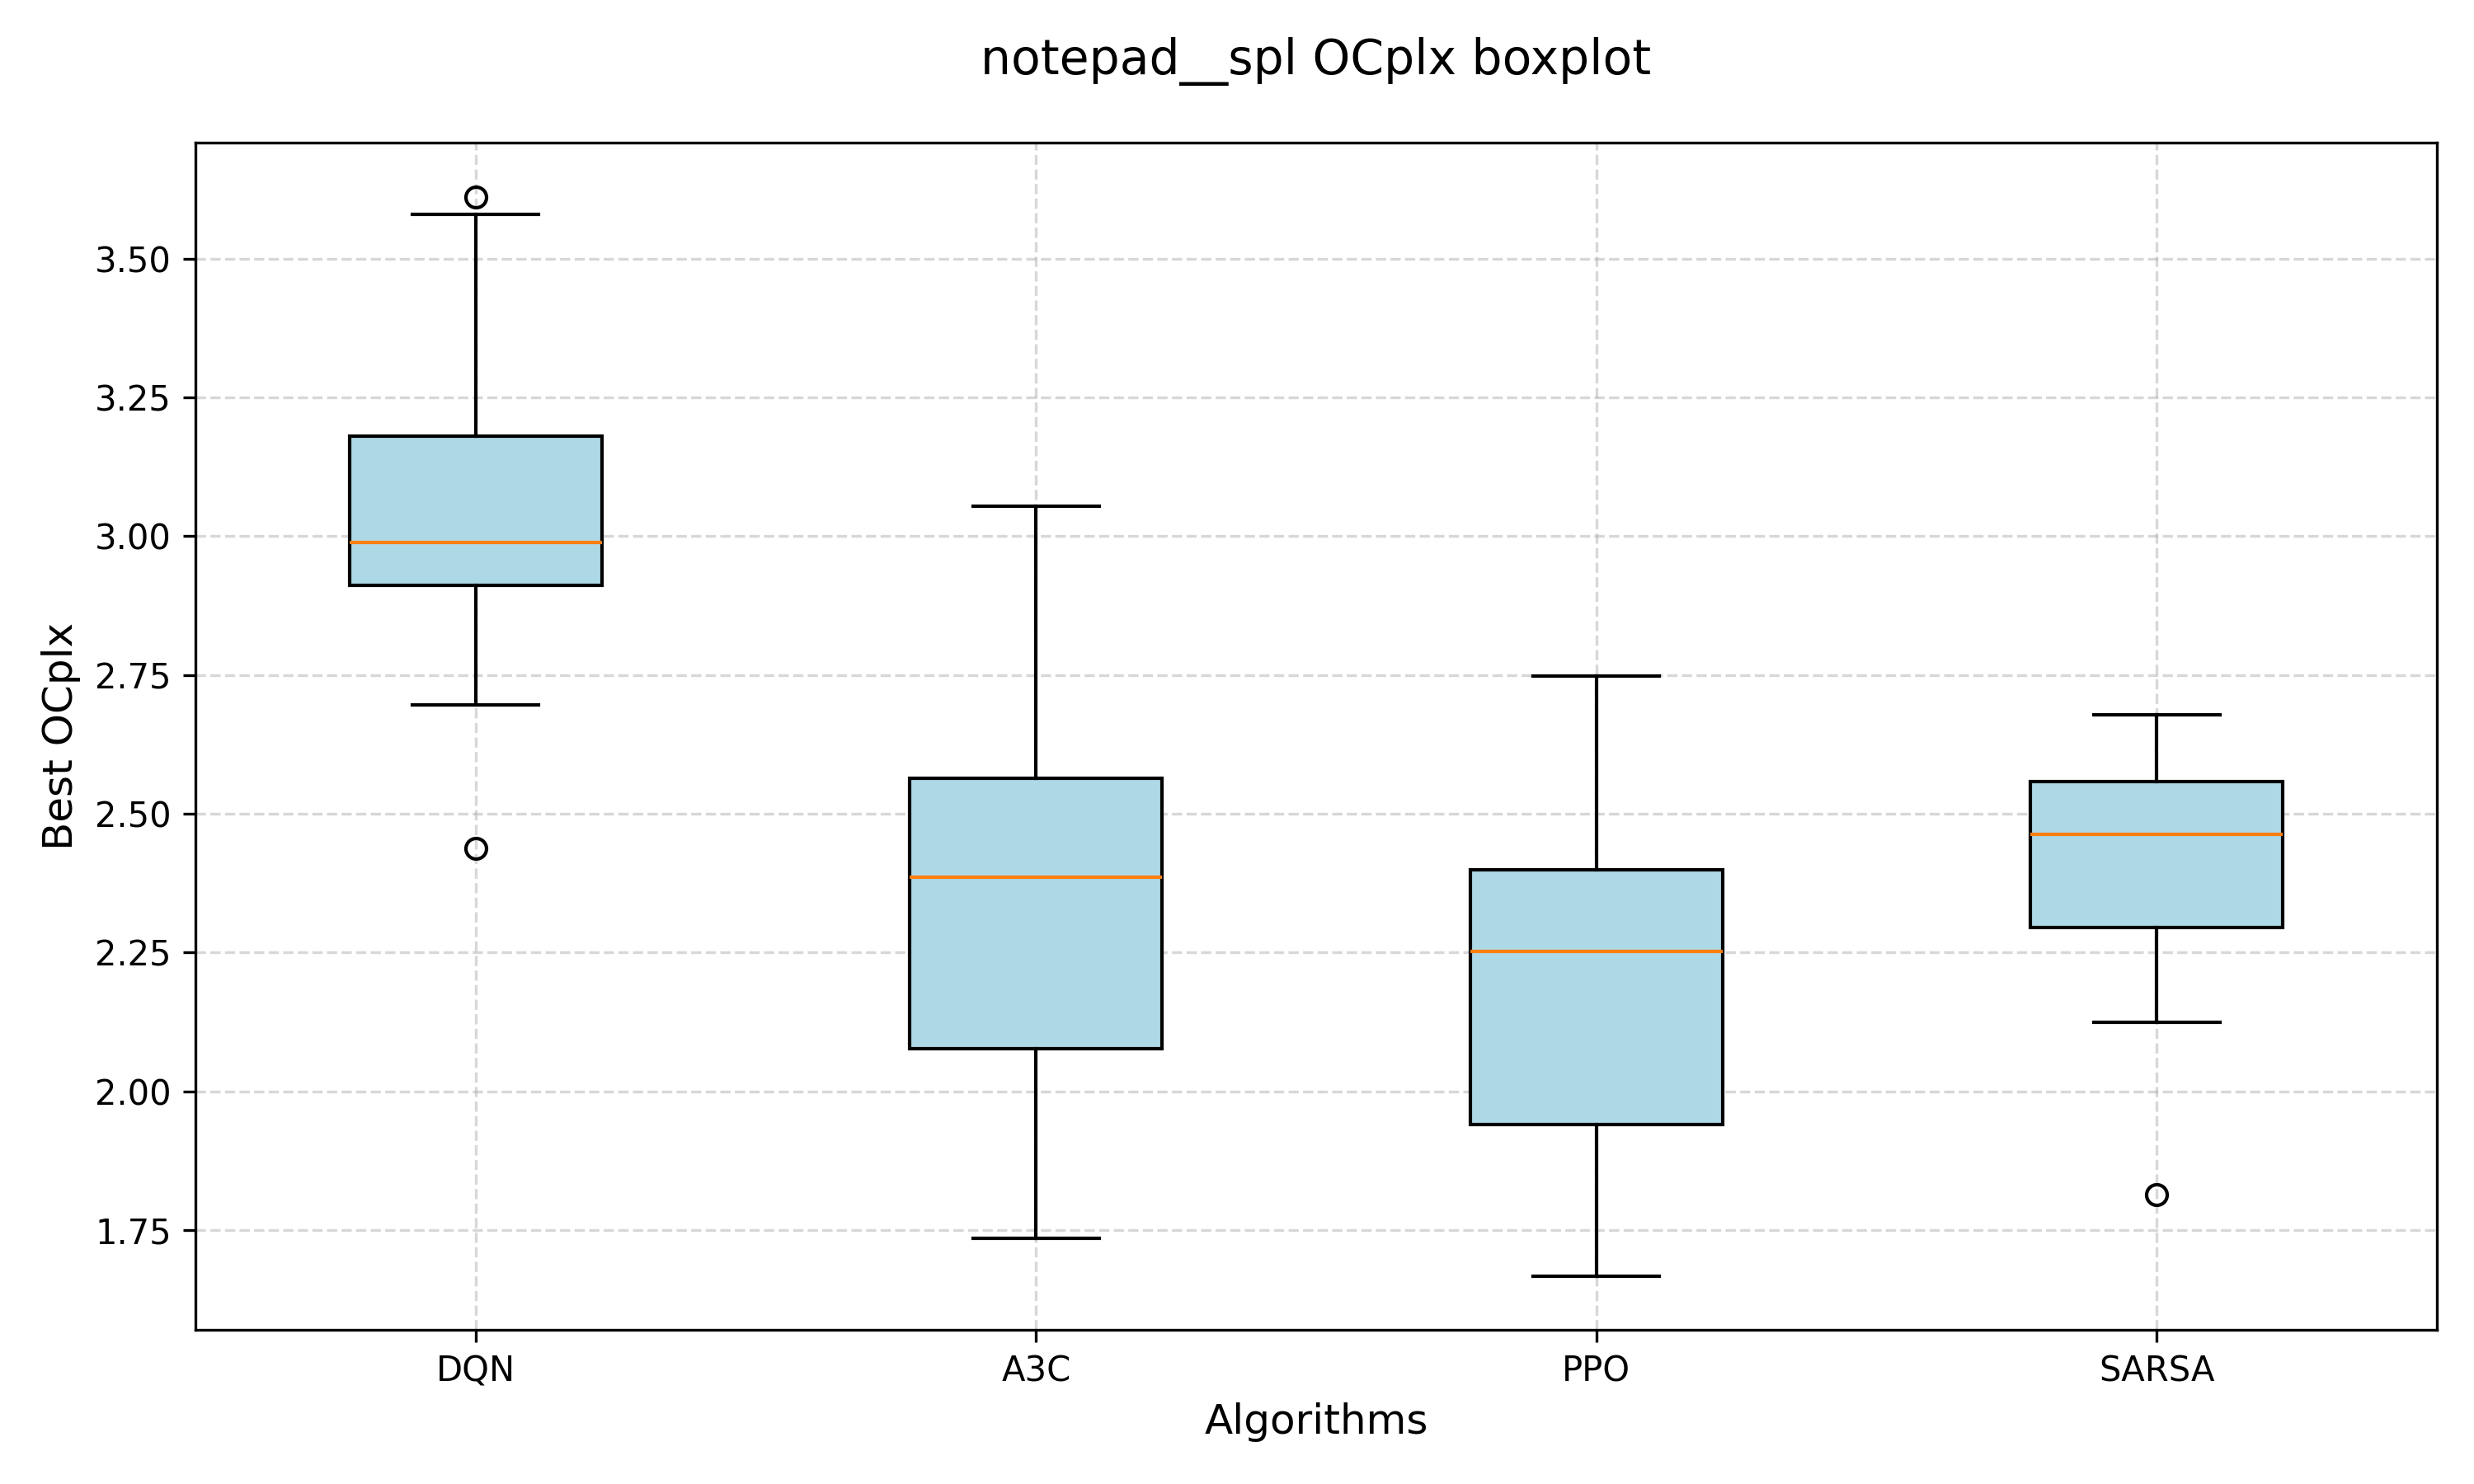 notepad__spl OCplx boxplot
Best OCplx
3.50
3.25
3.00
2.75
2.50
2.25
2.00
1.75
DQN A3C PPO SARSA
Algorithms